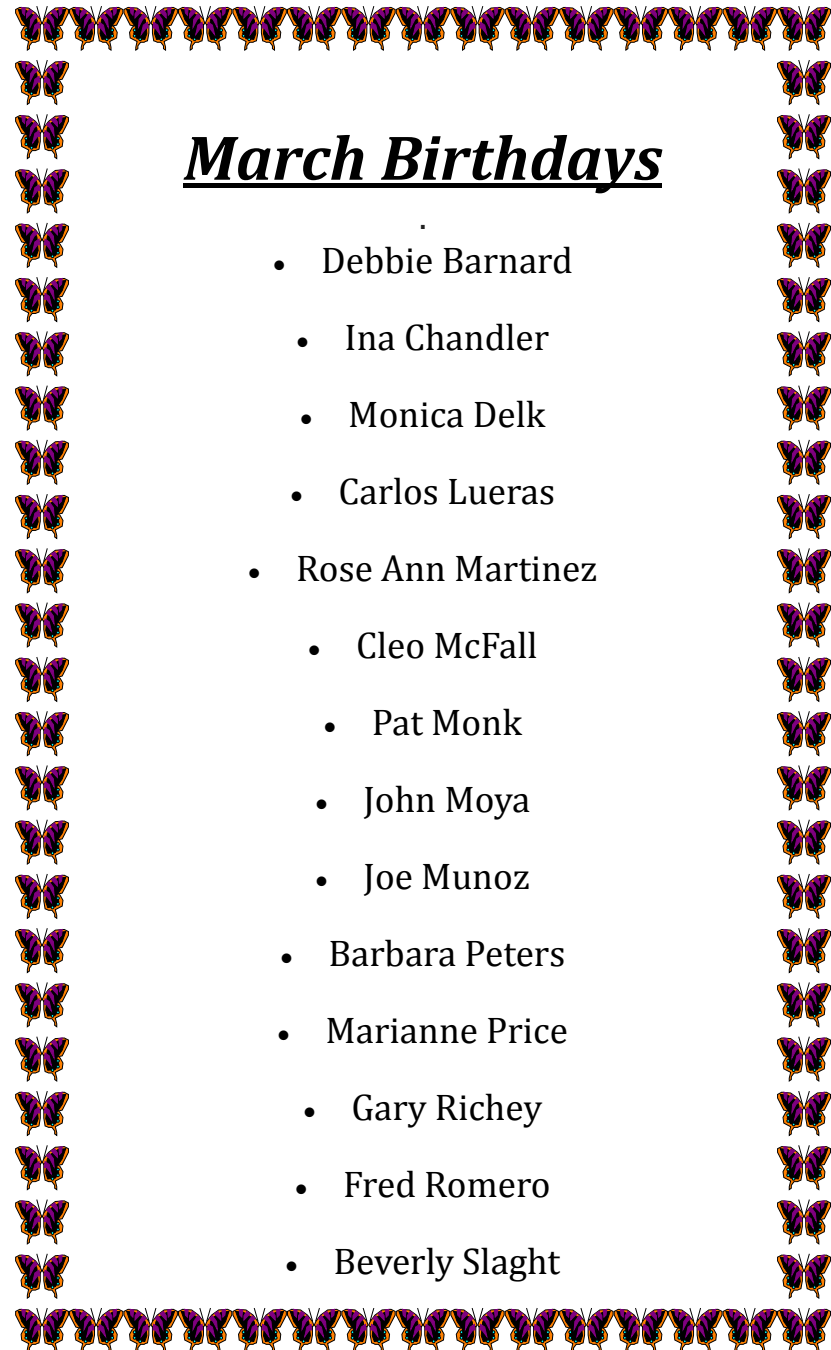 March Birthdays
.
• Debbie Barnard
• Ina Chandler
• Monica Delk
• Carlos Lueras
• Rose Ann Martinez
• Cleo McFall
• Pat Monk
• John Moya
• Joe Munoz
• Barbara Peters
• Marianne Price
• Gary Richey
• Fred Romero
• Beverly Slaght